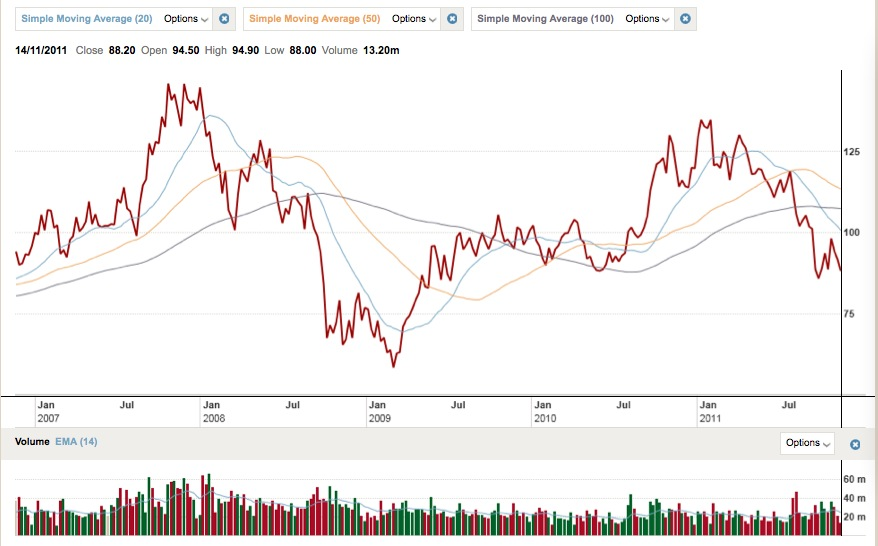 Simple Moving Average (20) Options Simple Moving Average (50) Options Simple Moving Average (100) Options
14/11/2011 Close 88.20 Open 94.50 High 94.90 Low 88.00 Volume 13.20m
125
100
75
Jan Jul Jan Jul Jan Jul Jan Jul Jan Jul
2007 2008 2009 2010 2011
Volume EMA (14) Options
60 m
40 m
20 m